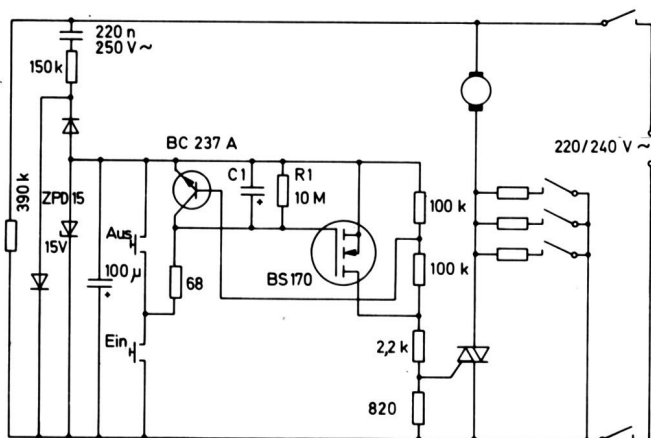 220 n
250 V ~
150 k
BC 237 A
C1
R1
10 M
220/240 V ~
390 k
ZPD 15
15V
Aus
100 k
100 µ
68
BS 170
100 k
Ein
2,2 k
820